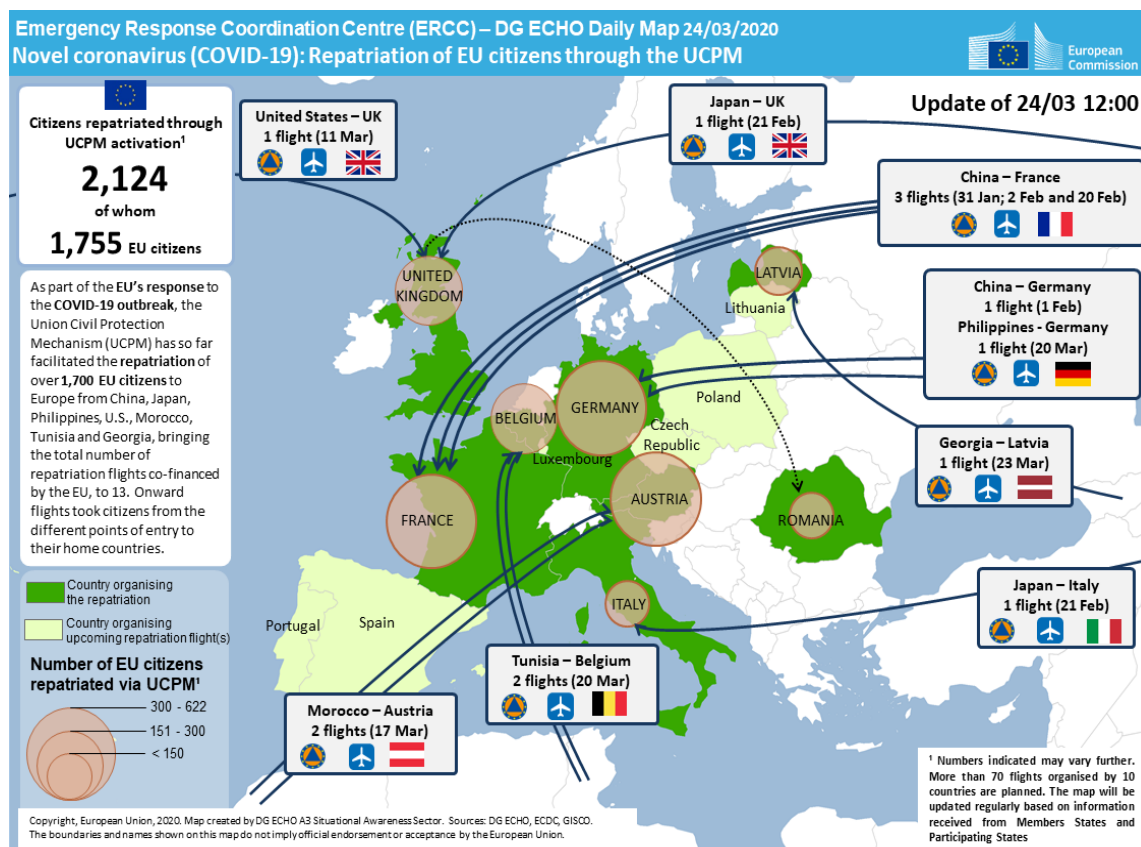 Emergency Response Coordination Centre (ERCC) – DG ECHO Daily Map 24/03/2020
Novel coronavirus (COVID-19): Repatriation of EU citizens through the UCPM
European
Commission
Update of 24/03 12:00
Citizens repatriated through
UCPM activation¹
2,124
of whom
1,755 EU citizens
As part of the EU's response to
the COVID-19 outbreak, the
Union Civil Protection
Mechanism (UCPM) has so far
facilitated the repatriation of
over 1,700 EU citizens to
Europe from China, Japan,
Philippines, U.S., Morocco,
Tunisia and Georgia, bringing
the total number of
repatriation flights co-financed
by the EU, to 13. Onward
flights took citizens from the
different points of entry to
their home countries.
Country organising
the repatriation
Country organising
upcoming repatriation flight(s)
Number of EU citizens
repatriated via UCPM¹
300 - 622
151 - 300
< 150
United States – UK
1 flight (11 Mar)
Japan – UK
1 flight (21 Feb)
China – France
3 flights (31 Jan; 2 Feb and 20 Feb)
China – Germany
1 flight (1 Feb)
Philippines - Germany
1 flight (20 Mar)
Georgia – Latvia
1 flight (23 Mar)
Japan – Italy
1 flight (21 Feb)
Tunisia – Belgium
2 flights (20 Mar)
Morocco – Austria
2 flights (17 Mar)
UNITED
KINGDOM
LATVIA
Lithuania
BELGIUM
GERMANY
Poland
Czech
Republic
Luxembourg
FRANCE
AUSTRIA
ROMANIA
ITALY
Portugal
Spain
¹ Numbers indicated may vary further.
More than 70 flights organised by 10
countries are planned. The map will be
updated regularly based on information
received from Members States and
Participating States
Copyright, European Union, 2020. Map created by DG ECHO A3 Situational Awareness Sector. Sources: DG ECHO, ECDC, GISCO.
The boundaries and names shown on this map do not imply official endorsement or acceptance by the European Union.